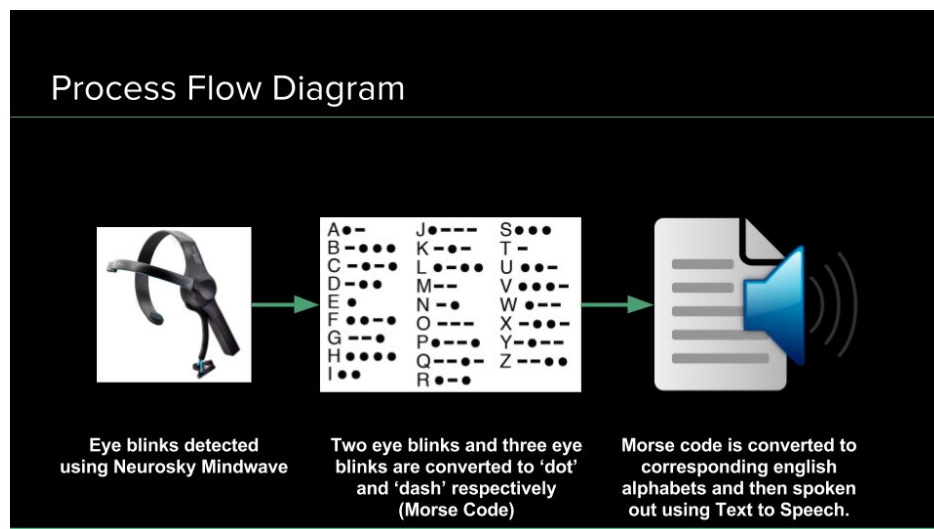 Process Flow Diagram
A●-
B-●●●
C-●-●
D-●●
E ●
F ●●-●
G --●
H●●●●
I ●●
J●---
K-●-
L●-●●
M--
N-●
O ---
P●--●
Q--●-
R●-●
S●●●
T -
U ●●-
V●●●-
W●--
X-●●-
Y-●--
Z--●●
Eye blinks detected
using Neurosky Mindwave
Two eye blinks and three eye
blinks are converted to ‘dot’
and ‘dash’ respectively
(Morse Code)
Morse code is converted to
corresponding english
alphabets and then spoken
out using Text to Speech.